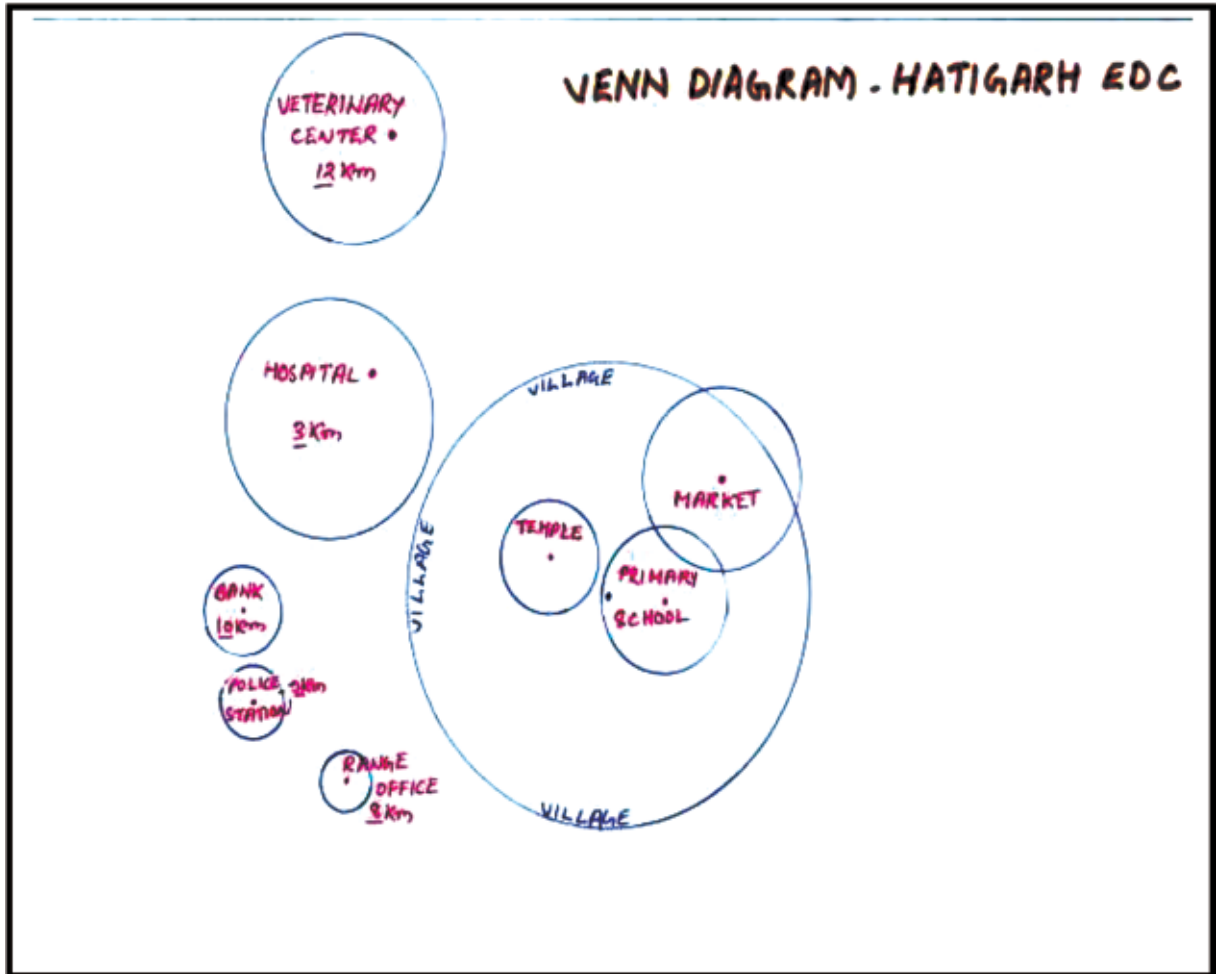 VENN DIAGRAM. HATIGARH EDC
VETERINARY
CENTER
12 Km
HOSPITAL
3 Km
VILLAGE
VILLAGE
VILLAGE
MARKET
TEMPLE
PRIMARY
SCHOOL
BANK
10 Km
POLICE
STATION
Km
RANGE
OFFICE
8 Km